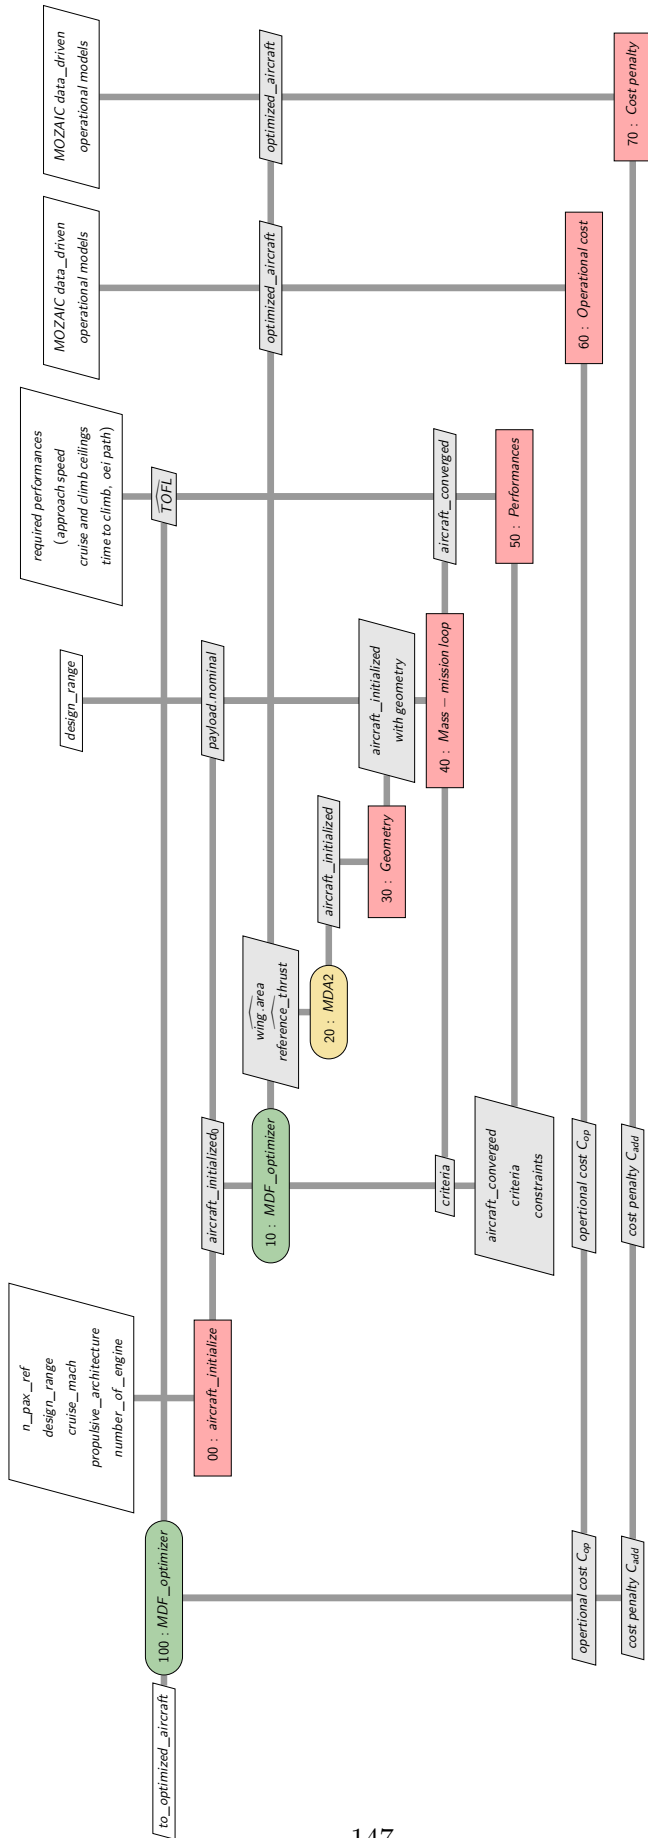 n_pax_ref
design_range
cruise_mach
propulsive_architecture
number_of_engine
design_range
required performances
(approach speed
cruise and climb ceilings
time to climb, oei path)
MOZAIC data_driven
operational models
MOZAIC data_driven
operational models
to_optimized_aircraft
100 : MDF_optimizer
TOFL
00 : aircraft_initialize
aircraft_initialized0
payload.nominal
10 : MDF_optimizer
wing.area
reference_thrust
optimized_aircraft
optimized_aircraft
20 : MDA2
aircraft_initialized
30 : Geometry
aircraft_initialized
with geometry
criteria
40 : Mass − mission loop
aircraft_converged
aircraft_converged
criteria
constraints
50 : Performances
opertional cost Cop
opertional cost Cop
60 : Operational cost
cost penalty Cadd
cost penalty Cadd
70 : Cost penalty
147